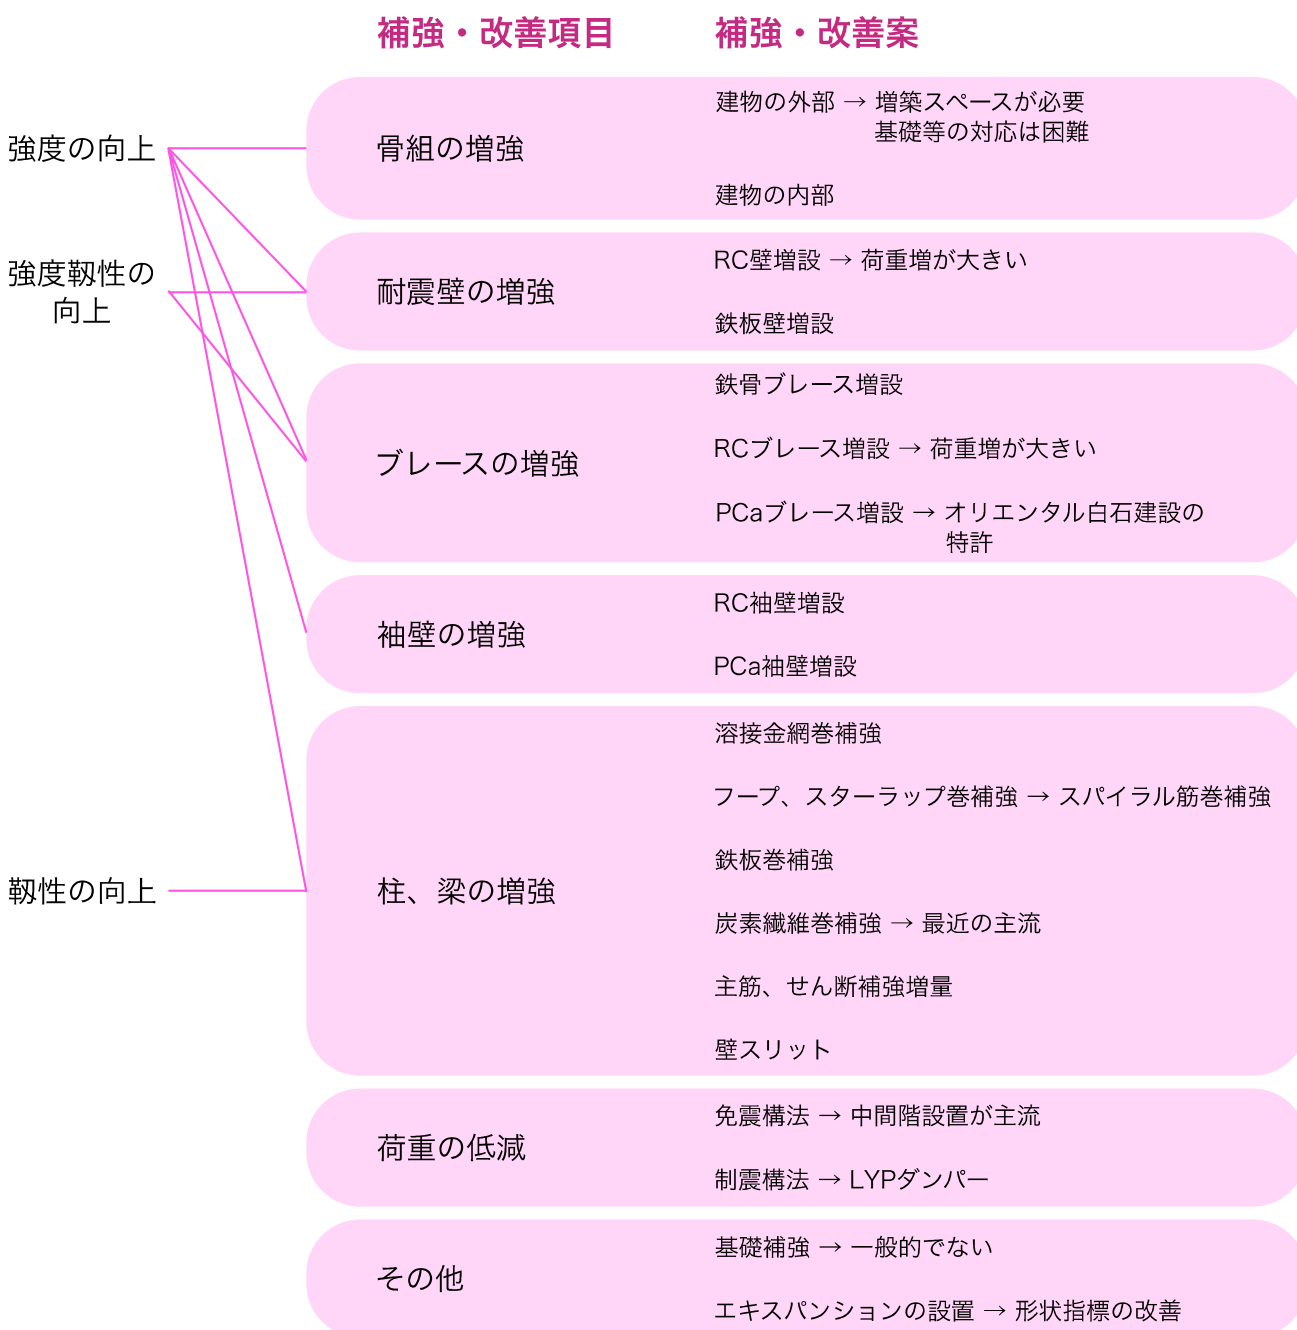 補強・改善項目
補強・改善案
強度の向上
骨組の増強
建物の外部 → 増築スペースが必要
基礎等の対応は困難
建物の内部
強度靱性の
向上
耐震壁の増強
RC壁増設 → 荷重増が大きい
鉄板壁増設
ブレースの増強
鉄骨ブレース増設
RCブレース増設 → 荷重増が大きい
PCaブレース増設 → オリエンタル白石建設の
特許
袖壁の増強
RC袖壁増設
PCa袖壁増設
靱性の向上
柱、梁の増強
溶接金網巻補強
フープ、スターラップ巻補強 → スパイラル筋巻補強
鉄板巻補強
炭素繊維巻補強 → 最近の主流
主筋、せん断補強増量
壁スリット
荷重の低減
免震構法 → 中間階設置が主流
制震構法 → LYPダンパー
その他
基礎補強 → 一般的でない
エキスパンションの設置 → 形状指標の改善